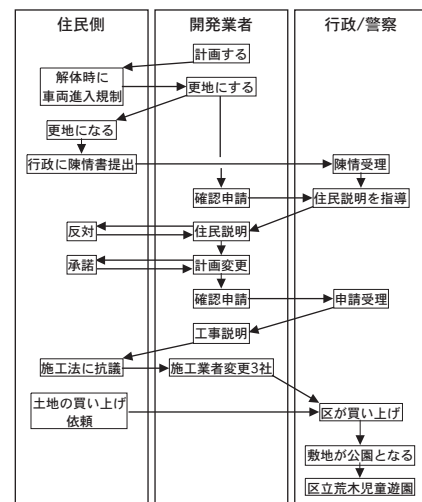 住民側 開発業者 行政/警察
計画する
解体時に
車両進入規制
更地にする
更地になる
行政に陳情書提出
陳情受理
確認申請
住民説明を指導
反対
住民説明
承諾
計画変更
確認申請
申請受理
工事説明
施工法に抗議
施工業者変更3社
土地の買い上げ
依頼
区が買い上げ
敷地が公園となる
区立荒木児童遊園